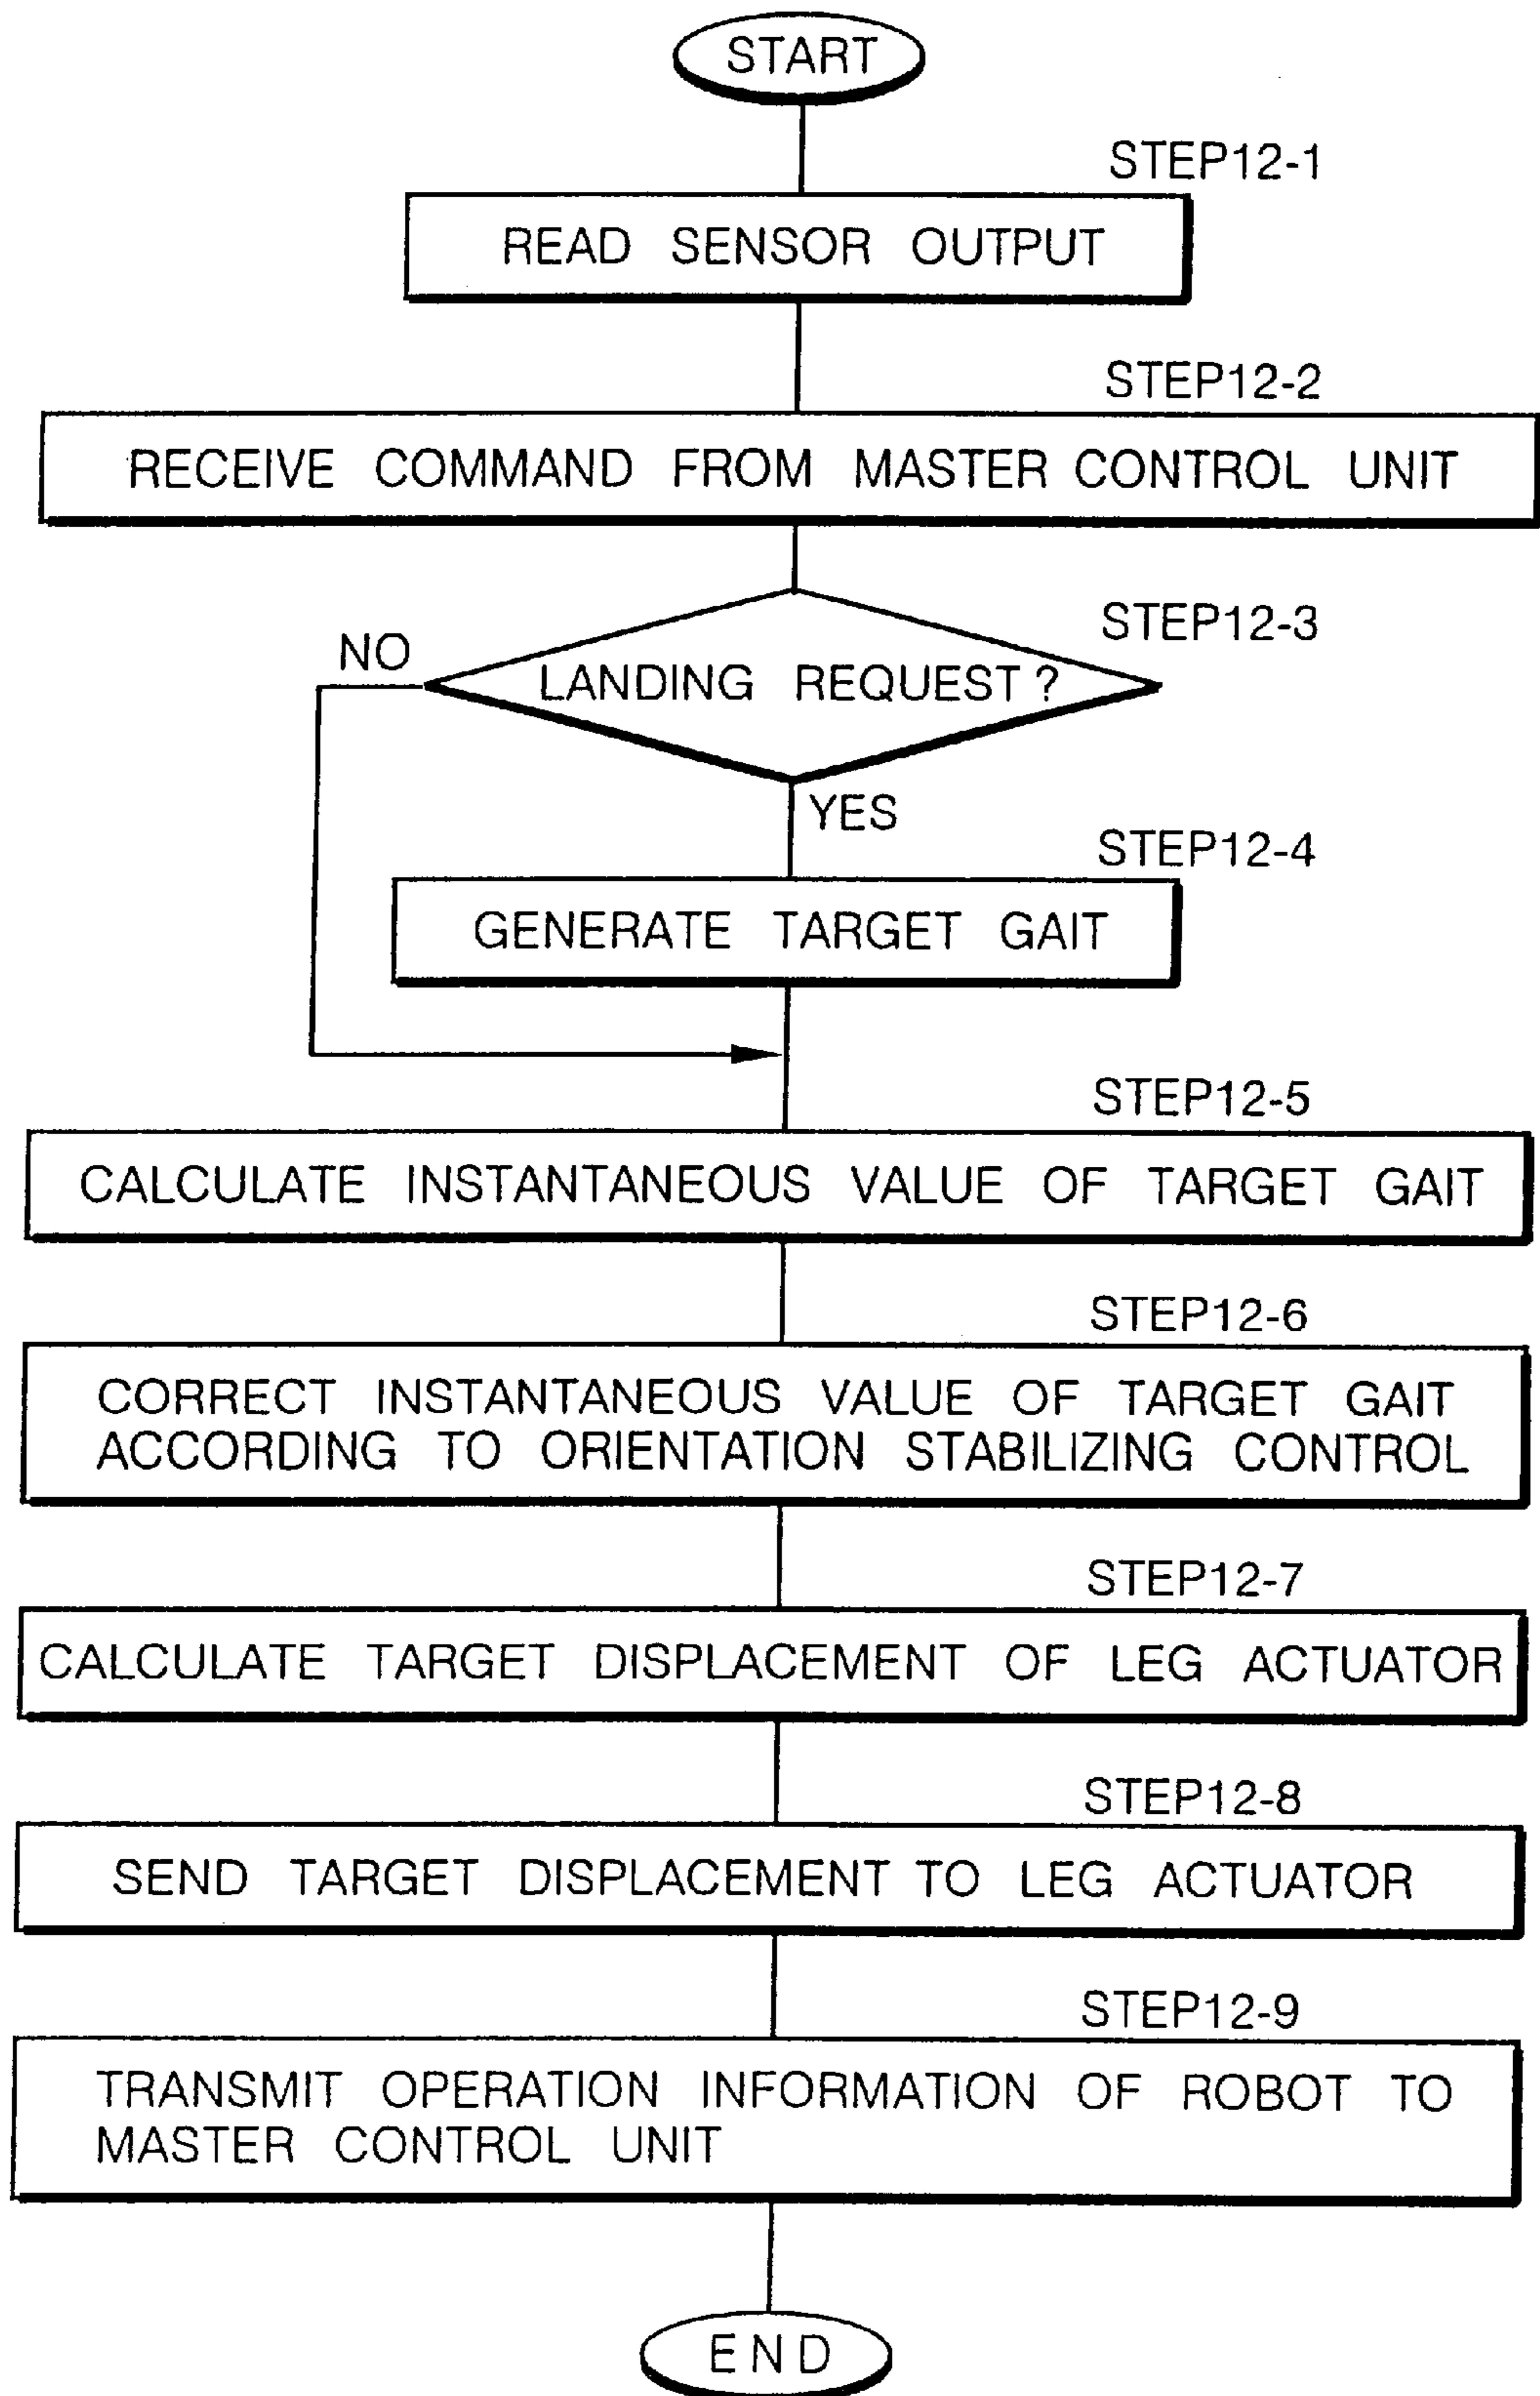 START
STEP12-1
READ SENSOR OUTPUT
STEP12-2
RECEIVE COMMAND FROM MASTER CONTROL UNIT
STEP12-3
NO
LANDING REQUEST?
YES
STEP12-4
GENERATE TARGET GAIT
STEP12-5
CALCULATE INSTANTANEOUS VALUE OF TARGET GAIT
STEP12-6
CORRECT INSTANTANEOUS VALUE OF TARGET GAIT
ACCORDING TO ORIENTATION STABILIZING CONTROL
STEP12-7
CALCULATE TARGET DISPLACEMENT OF LEG ACTUATOR
STEP12-8
SEND TARGET DISPLACEMENT TO LEG ACTUATOR
STEP12-9
TRANSMIT OPERATION INFORMATION OF ROBOT TO
MASTER CONTROL UNIT
END